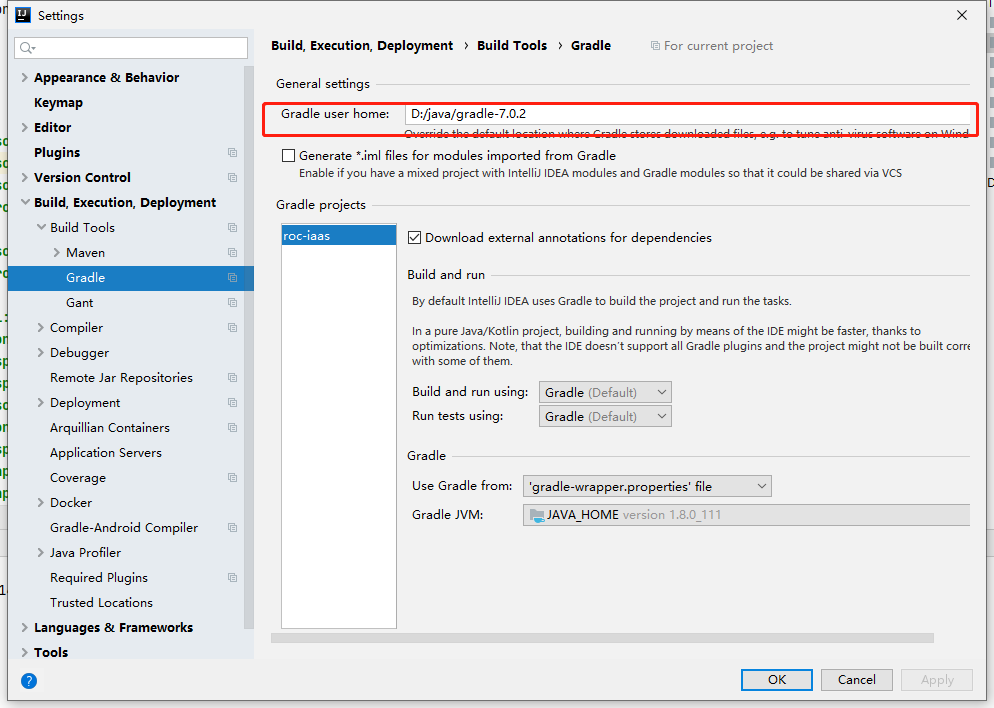 Settings
Appearance & Behavior
Keymap
Editor
Plugins
Version Control
Build, Execution, Deployment
Build Tools
Maven
Gradle
Gant
Compiler
Debugger
Remote Jar Repositories
Deployment
Arquillian Containers
Application Servers
Coverage
Docker
Gradle-Android Compiler
Java Profiler
Required Plugins
Trusted Locations
Languages & Frameworks
Tools
Build, Execution, Deployment › Build Tools › Gradle For current project
General settings
Gradle user home: D:/java/gradle-7.0.2
Override the default location where Gradle stores downloaded files, e.g. to tune anti-virus software on Wind
Generate *.iml files for modules imported from Gradle
Enable if you have a mixed project with IntelliJ IDEA modules and Gradle modules so that it could be shared via VCS
Gradle projects
roc-iaas
Download external annotations for dependencies
Build and run
By default IntelliJ IDEA uses Gradle to build the project and run the tasks.
In a pure Java/Kotlin project, building and running by means of the IDE might be faster, thanks to
optimizations. Note, that the IDE doesn't support all Gradle plugins and the project might not be built corre
with some of them.
Build and run using: Gradle (Default)
Run tests using: Gradle (Default)
Gradle
Use Gradle from: 'gradle-wrapper.properties' file
Gradle JVM: JAVA_HOME version 1.8.0_111
? OK Cancel Apply